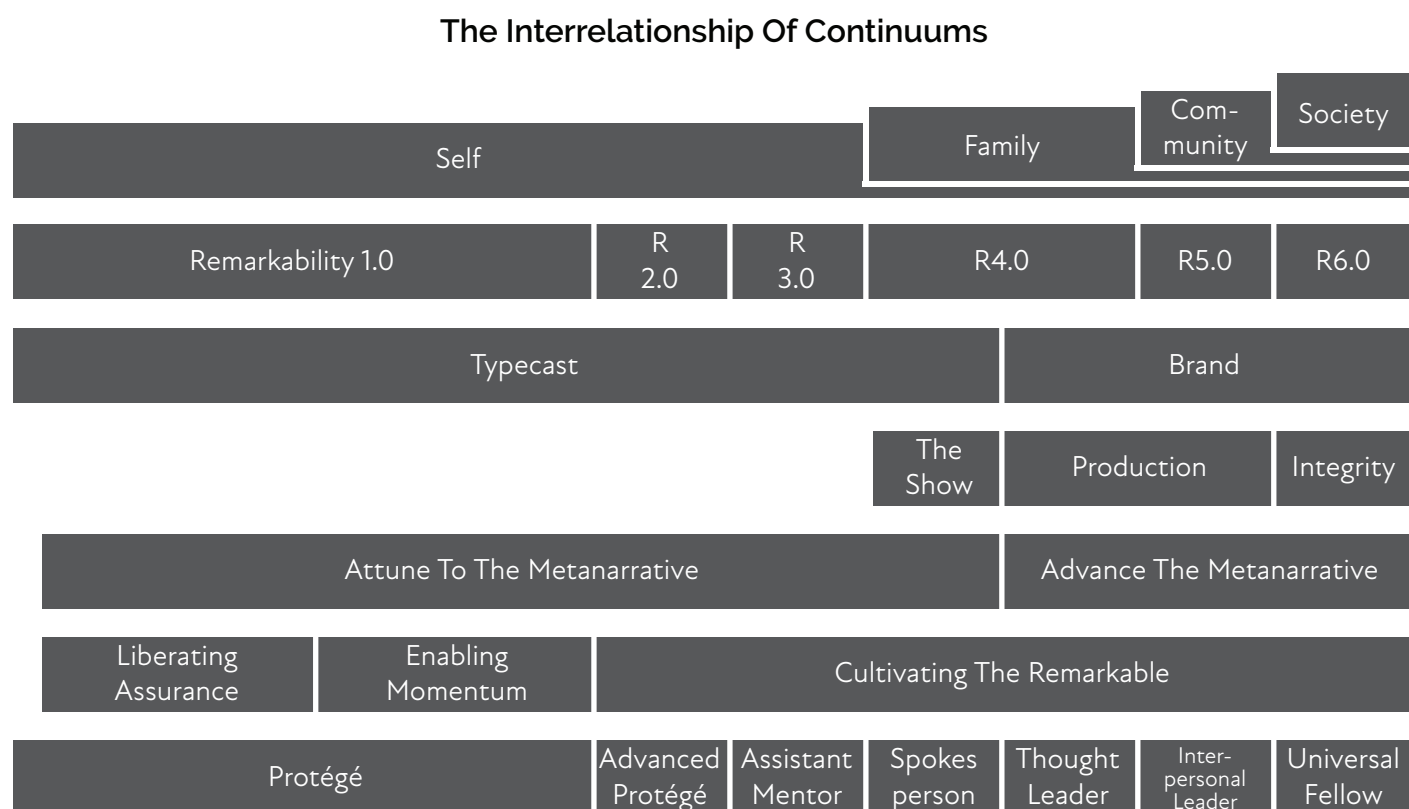 The Interrelationship Of Continuums
Self
Family
Com-
munity
Society
Remarkability 1.0
R
2.0
R
3.0
R4.0
R5.0
R6.0
Typecast
Brand
The
Show
Production
Integrity
Attune To The Metanarrative
Advance The Metanarrative
Liberating
Assurance
Enabling
Momentum
Cultivating The Remarkable
Protégé
Advanced
Protégé
Assistant
Mentor
Spokes
person
Thought
Leader
Inter-
personal
Leader
Universal
Fellow